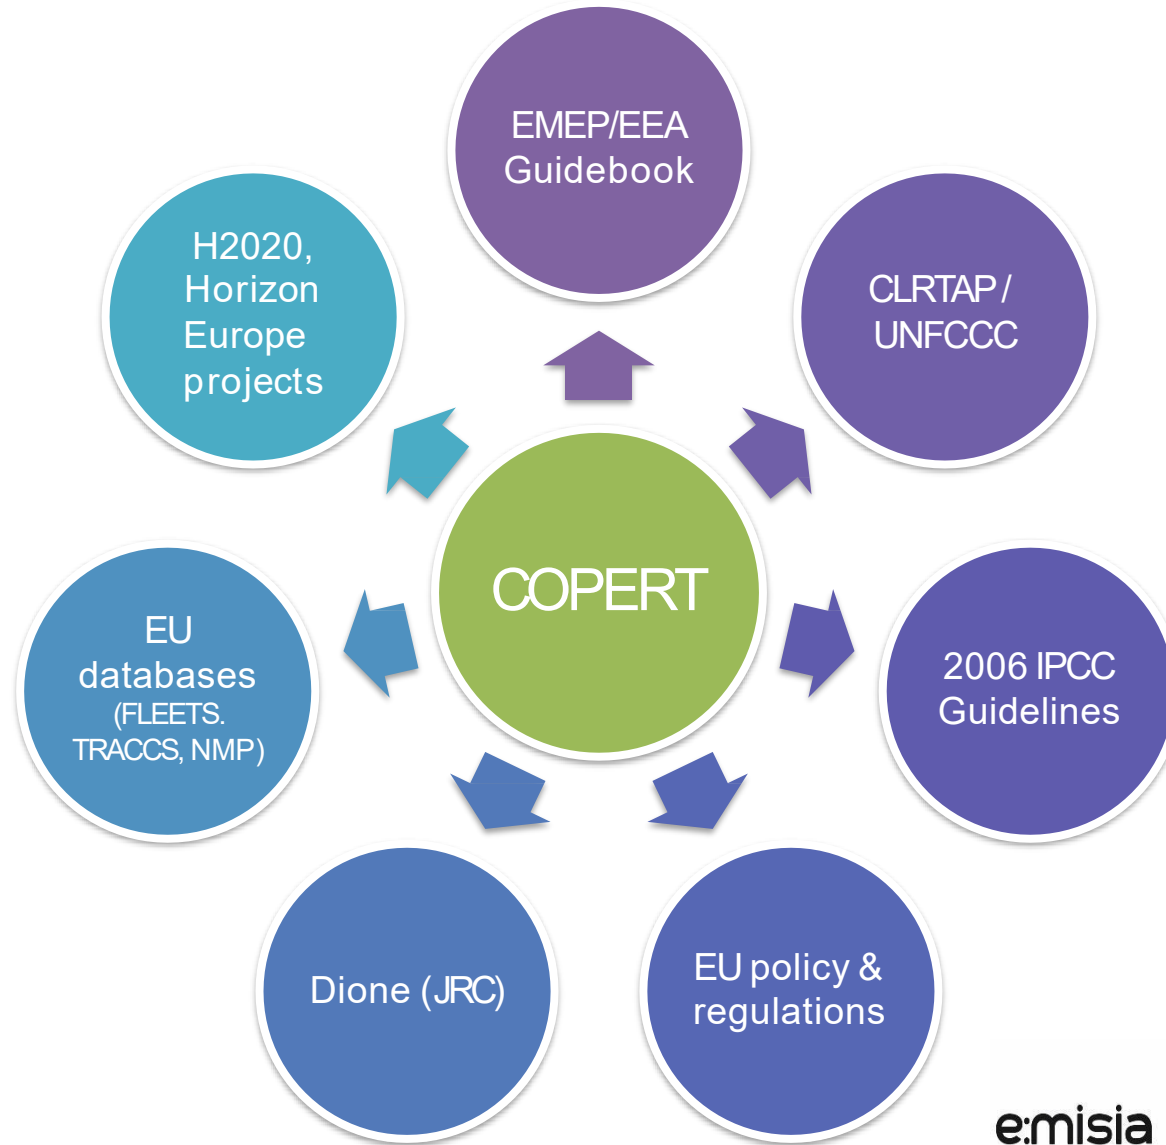 EMEP/EEA
Guidebook
CLRTAP /
UNFCCC
2006 IPCC
Guidelines
EU policy &
regulations
Dione (JRC)
EU
databases
(FLEETS.
TRACCS, NMP)
H2020,
Horizon
Europe
projects
COPERT
e:misia